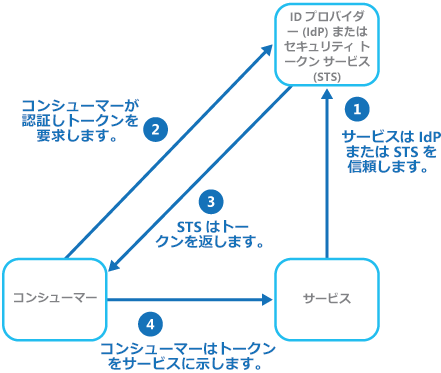 ID プロバイダ
ー (IdP) または
セキュリティ ト
ークン サービス
(STS)
1
サービスは IdP
または STS を
信頼します。
コンシューマーが
認証しトークンを
要求します。
2
3
STS はトー
クンを返します。
コンシューマー
サービス
4
コンシューマーはトークン
をサービスに示します。